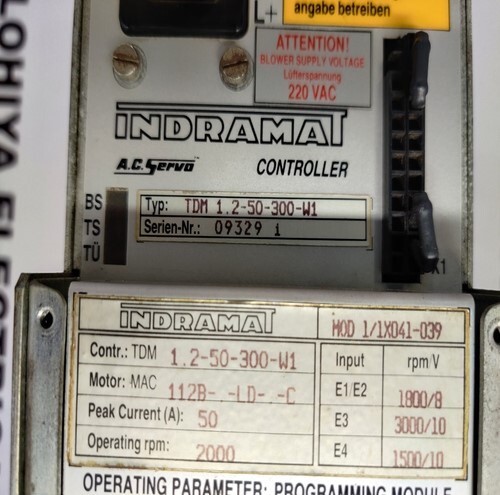 L+
angabe betreiben
ATTENTION!
BLOWER SUPPLY VOLTAGE
Lüfterspannung
220 VAC
INDRAMAT
A.C. Servo CONTROLLER
BS
TS
TÜ
Typ: TDM 1.2-50-300-W1
Serien-Nr.: 09329 i
X1
INDRAMAT
MOD 1/1X041-039
Contr.: TDM 1.2-50-300-W1
Motor: MAC 112B- -LD- -C
Peak Current (A): 50
Operating rpm: 2000
Input rpm/V
E1/E2 1800/8
E3 3000/10
E4 1500/10
OPERATING PARAMETER: PROGRAMMING MODULE
LOHIYA ELECTRICAL